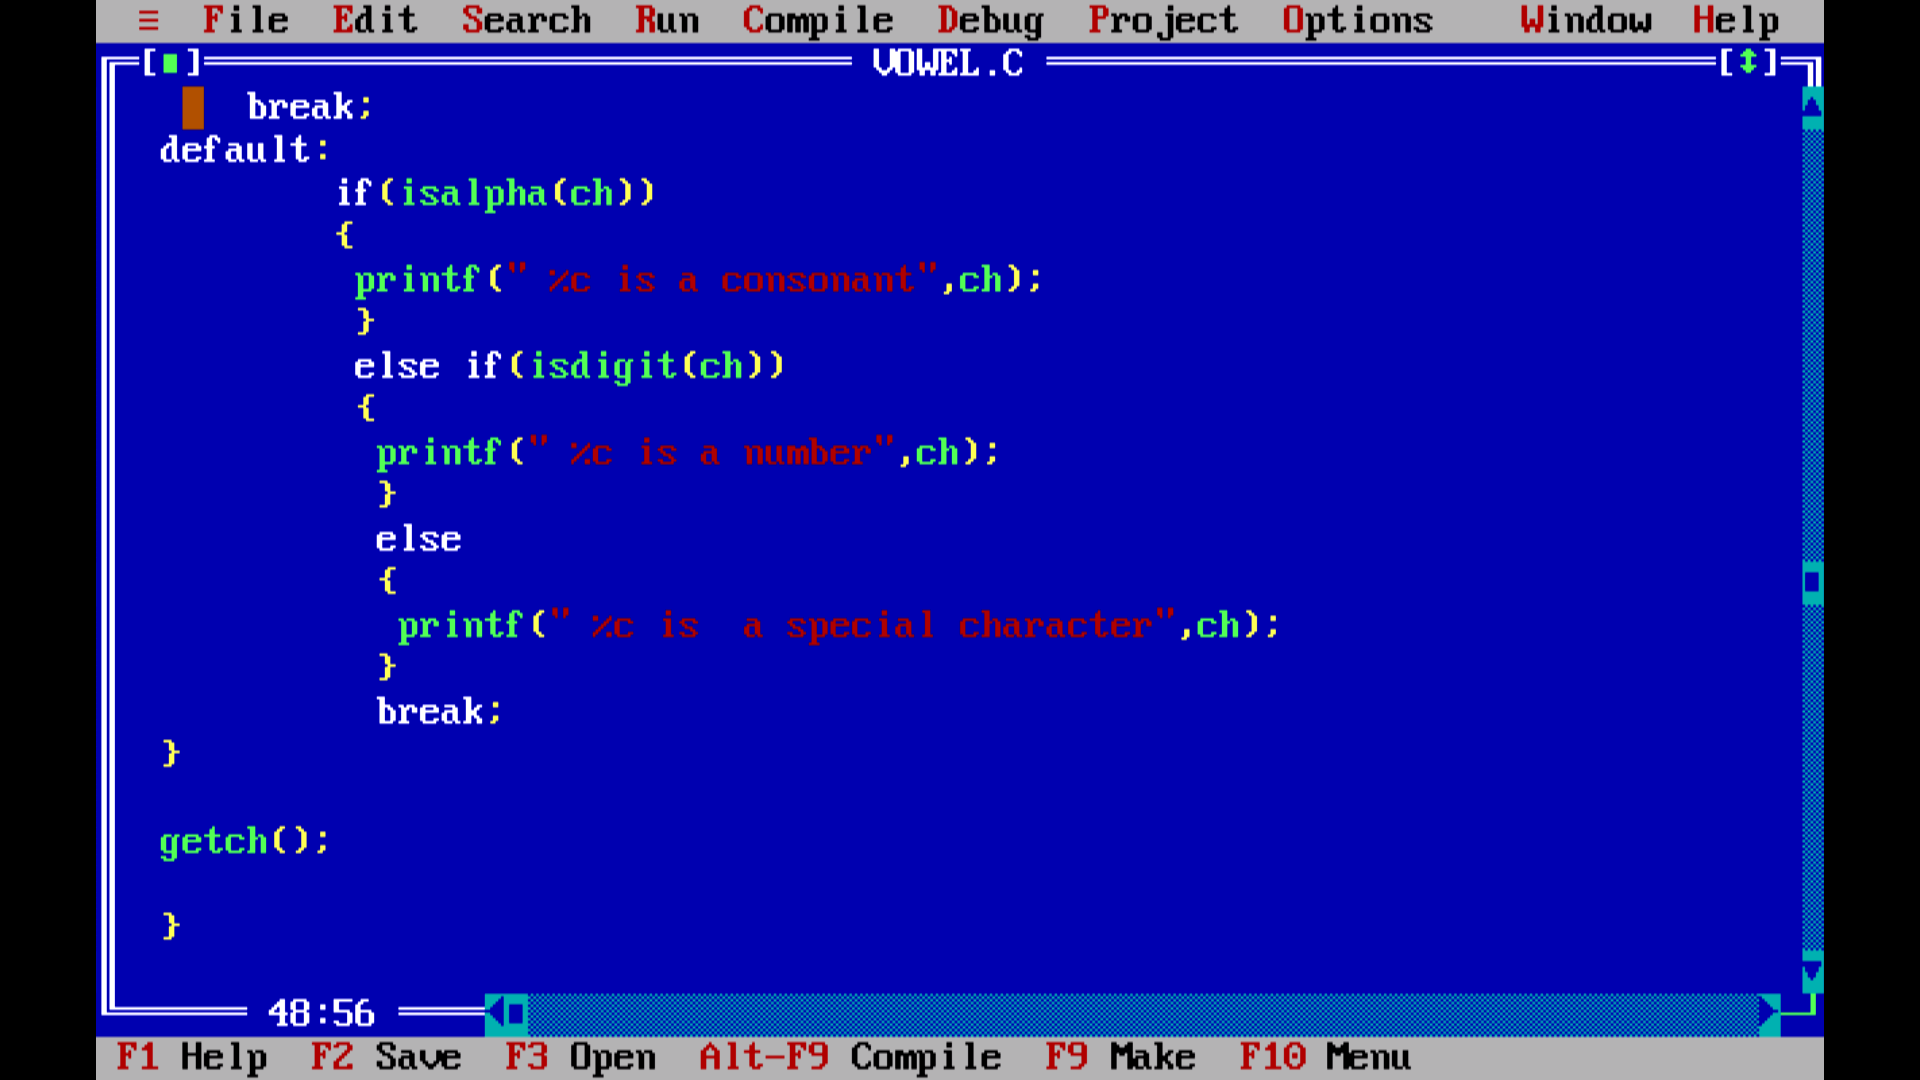 ≡ File Edit Search Run Compile Debug Project Options Window Help
[■] VOWEL.C [↕]
break;
default:
if(isalpha(ch))
{
printf(" %c is a consonant",ch);
}
else if(isdigit(ch))
{
printf(" %c is a number",ch);
}
else
{
printf(" %c is  a special character",ch);
}
break;
}
getch();
}
48:56
F1 Help F2 Save F3 Open Alt-F9 Compile F9 Make F10 Menu